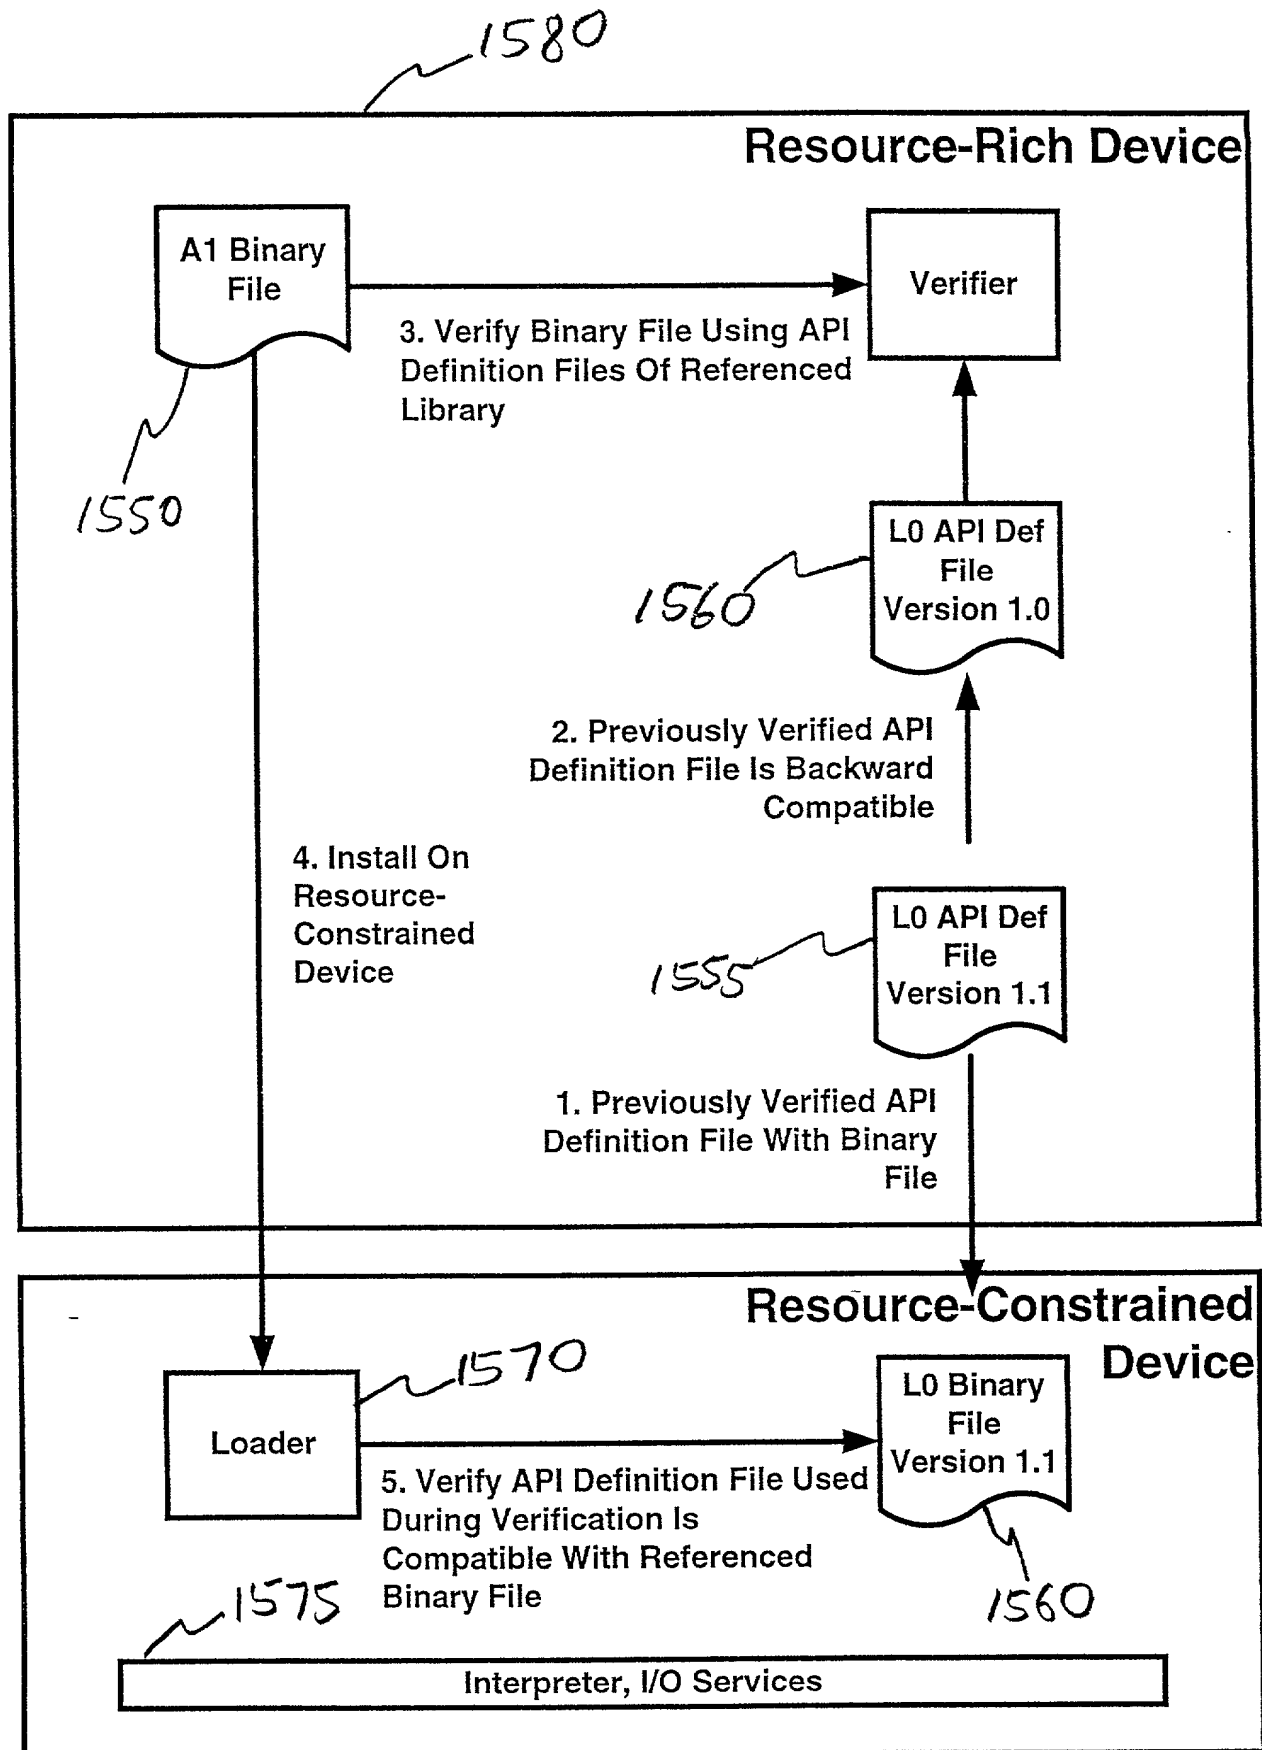 1580
Resource-Rich Device
A1 Binary
File
Verifier
3. Verify Binary File Using API
Definition Files Of Referenced
Library
1550
L0 API Def
File
Version 1.0
1560
2. Previously Verified API
Definition File Is Backward
Compatible
4. Install On
Resource-
Constrained
Device
L0 API Def
File
Version 1.1
1555
1. Previously Verified API
Definition File With Binary
File
Resource-Constrained
Device
1570
Loader
L0 Binary
File
Version 1.1
5. Verify API Definition File Used
During Verification Is
Compatible With Referenced
Binary File
1575
1560
Interpreter, I/O Services